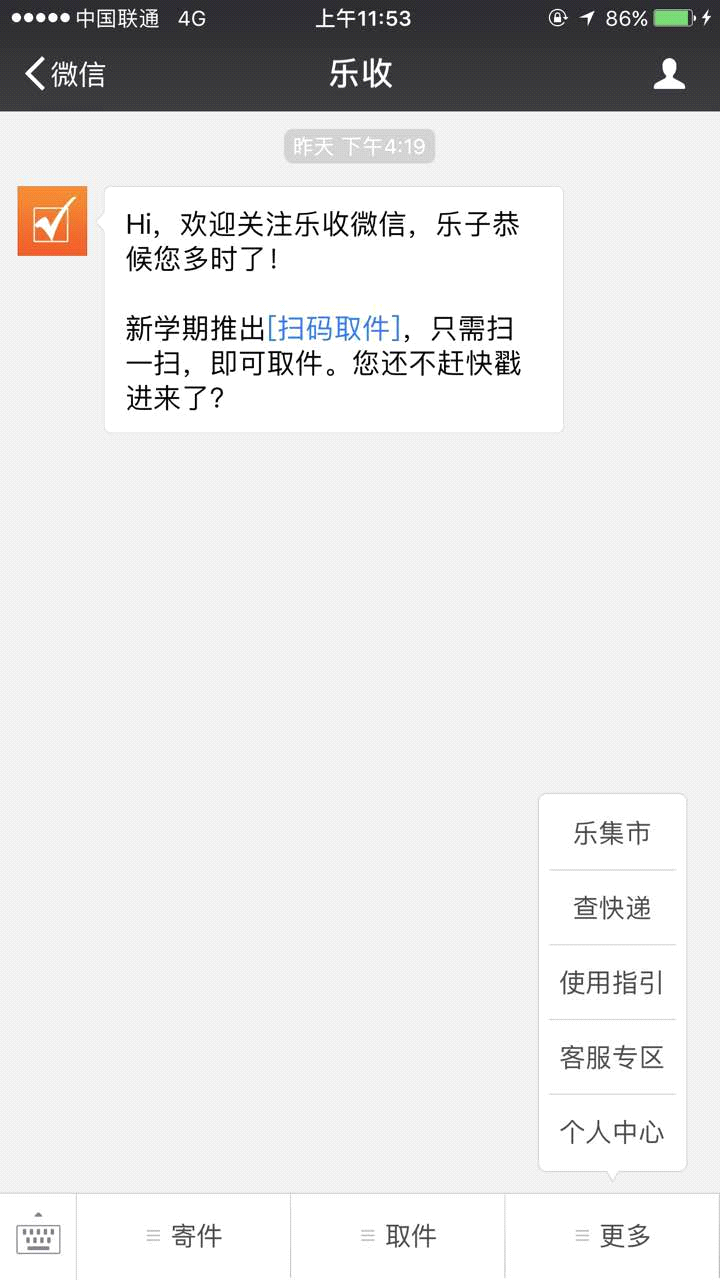 中国联通 4G 上午11:53 86%
微信 乐收
昨天 下午4:19
Hi，欢迎关注乐收微信，乐子恭
候您多时了！
新学期推出[扫码取件]，只需扫
一扫，即可取件。您还不赶快戳
进来了？
乐集市
查快递
使用指引
客服专区
个人中心
寄件 取件 更多